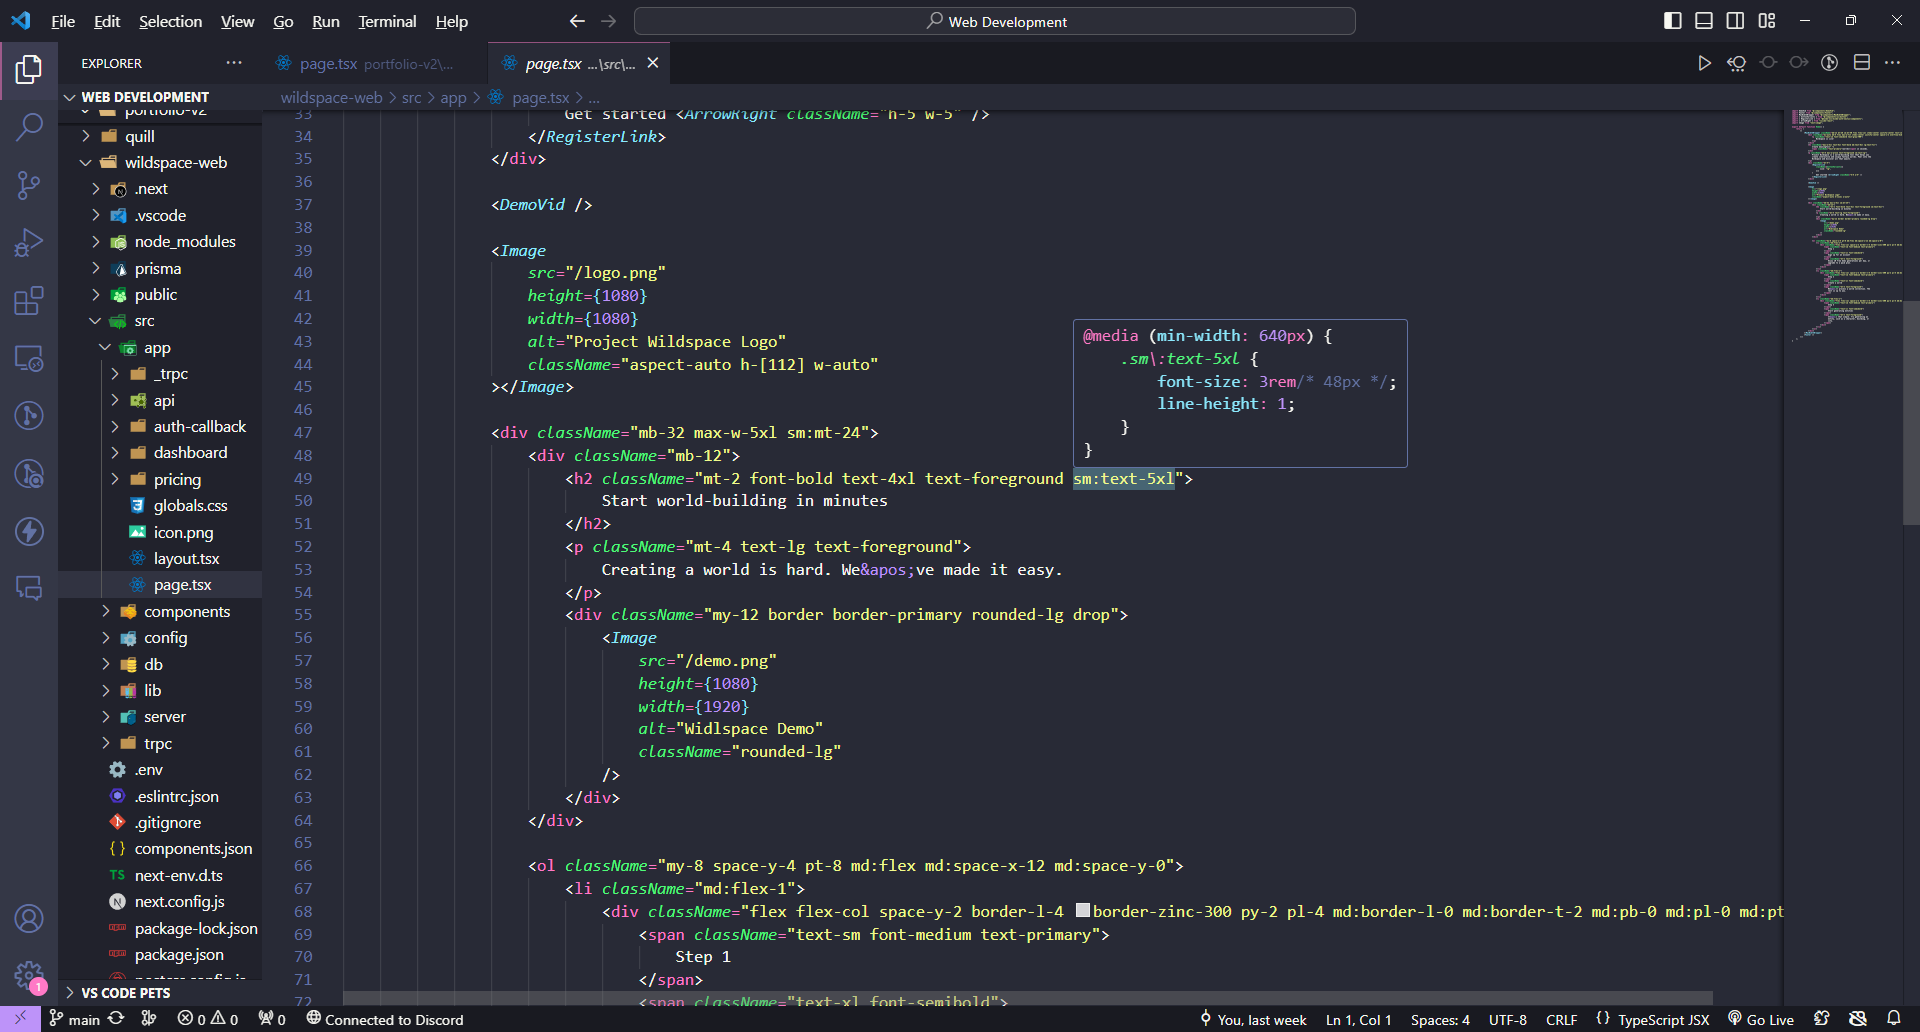 File Edit Selection View Go Run Terminal Help
Web Development
EXPLORER
page.tsx portfolio-v2\...
page.tsx ...\src\...
WEB DEVELOPMENT
wildspace-web > src > app > page.tsx > ...
portfolio-v2
quill
wildspace-web
.next
.vscode
node_modules
prisma
public
src
app
_trpc
api
auth-callback
dashboard
pricing
globals.css
icon.png
layout.tsx
page.tsx
components
config
db
lib
server
trpc
.env
.eslintrc.json
.gitignore
components.json
next-env.d.ts
next.config.js
package-lock.json
package.json
VS CODE PETS
33 Get started <ArrowRight className="h-5 w-5" />
34 </RegisterLink>
35 </div>
36
37 <DemoVid />
38
39 <Image
40 src="/logo.png"
41 height={1080}
42 width={1080}
43 alt="Project Wildspace Logo"
44 className="aspect-auto h-[112] w-auto"
45 ></Image>
46
47 <div className="mb-32 max-w-5xl sm:mt-24">
48 <div className="mb-12">
49 <h2 className="mt-2 font-bold text-4xl text-foreground sm:text-5xl">
50 Start world-building in minutes
51 </h2>
52 <p className="mt-4 text-lg text-foreground">
53 Creating a world is hard. We&apos;ve made it easy.
54 </p>
55 <div className="my-12 border border-primary rounded-lg drop">
56 <Image
57 src="/demo.png"
58 height={1080}
59 width={1920}
60 alt="Widlspace Demo"
61 className="rounded-lg"
62 />
63 </div>
64 </div>
65
66 <ol className="my-8 space-y-4 pt-8 md:flex md:space-x-12 md:space-y-0">
67 <li className="md:flex-1">
68 <div className="flex flex-col space-y-2 border-l-4 border-zinc-300 py-2 pl-4 md:border-l-0 md:border-t-2 md:pb-0 md:pl-0 md:pt
69 <span className="text-sm font-medium text-primary">
70 Step 1
71 </span>
72 <span className="text-xl font-semibold">
@media (min-width: 640px) {
.sm\:text-5xl {
font-size: 3rem/* 48px */;
line-height: 1;
}
}
1
main 0 0 0 Connected to Discord
You, last week Ln 1, Col 1 Spaces: 4 UTF-8 CRLF {} TypeScript JSX Go Live